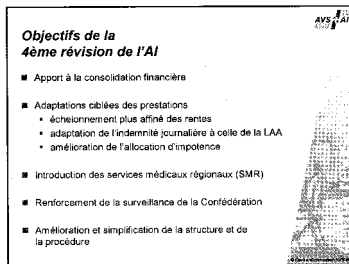 AVS AI
Objectifs de la
4ème révision de l'AI
Apport à la consolidation financière
Adaptations ciblées des prestations
échelonnement plus affiné des rentes
adaptation de l'indemnité journalière à celle de la LAA
amélioration de l'allocation d'impotence
Introduction des services médicaux régionaux (SMR)
Renforcement de la surveillance de la Confédération
Amélioration et simplification de la structure et de
la procédure